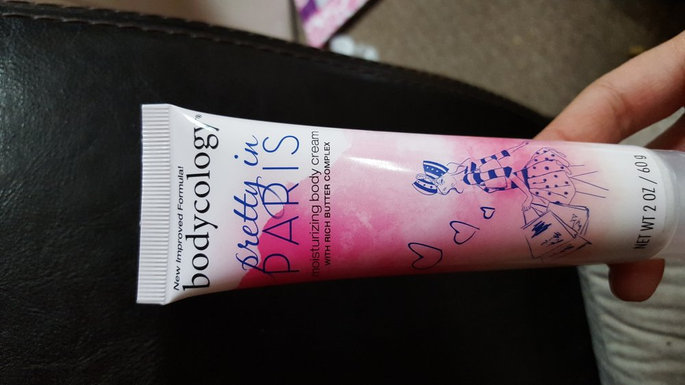 New Improved Formula!
bodycology®
pretty in
PARIS
moisturizing body cream
WITH RICH BUTTER COMPLEX
NET WT 2 OZ / 60 g